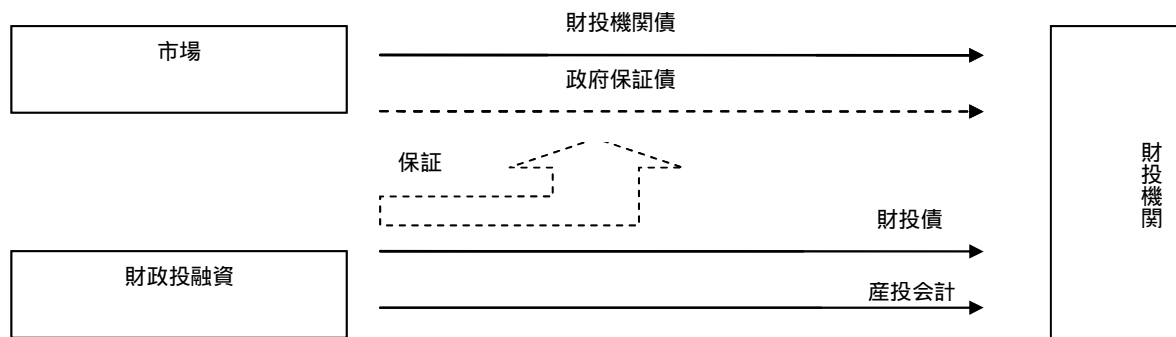 財投機関債
市場
政府保証債
保証
財投機関
財投債
財政投融資
産投会計